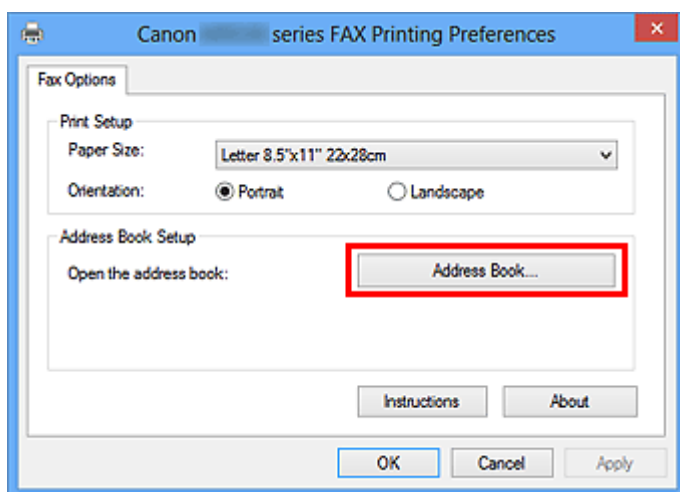 Canon series FAX Printing Preferences
Fax Options
Print Setup
Paper Size: Letter 8.5"x11" 22x28cm
Orientation: Portrait Landscape
Address Book Setup
Open the address book: Address Book...
Instructions About
OK Cancel Apply